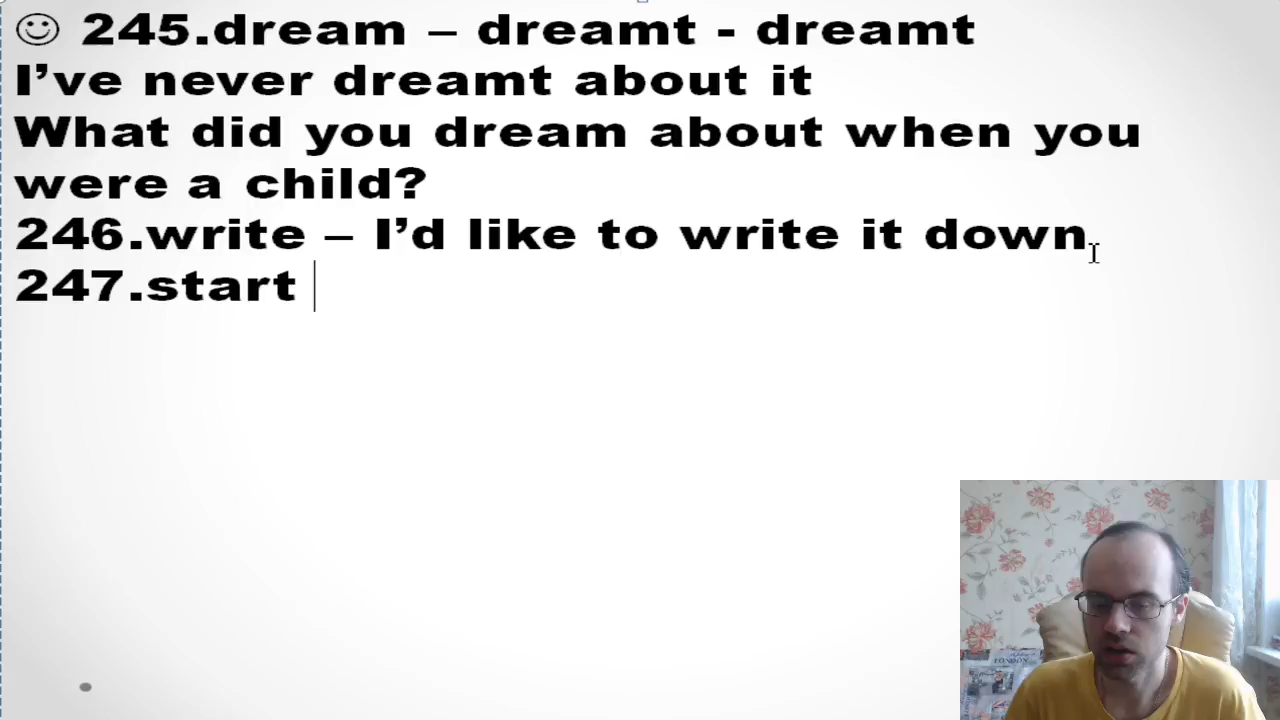 ☺ 245.dream – dreamt - dreamt
I’ve never dreamt about it
What did you dream about when you
were a child?
246.write – I’d like to write it down
247.start
LONDON